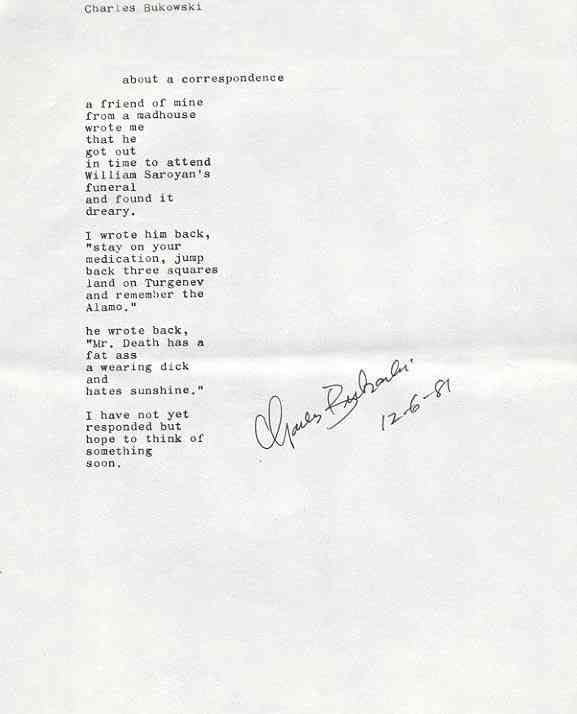 Charles Bukowski
about a correspondence
a friend of mine
from a madhouse
wrote me
that he
got out
in time to attend
William Saroyan's
funeral
and found it
dreary.
I wrote him back,
"stay on your
medication, jump
back three squares
land on Turgenev
and remember the
Alamo."
he wrote back,
"Mr. Death has a
fat ass
a wearing dick
and
hates sunshine."
I have not yet
responded but
hope to think of
something
soon.
Charles Bukowski
12-6-81